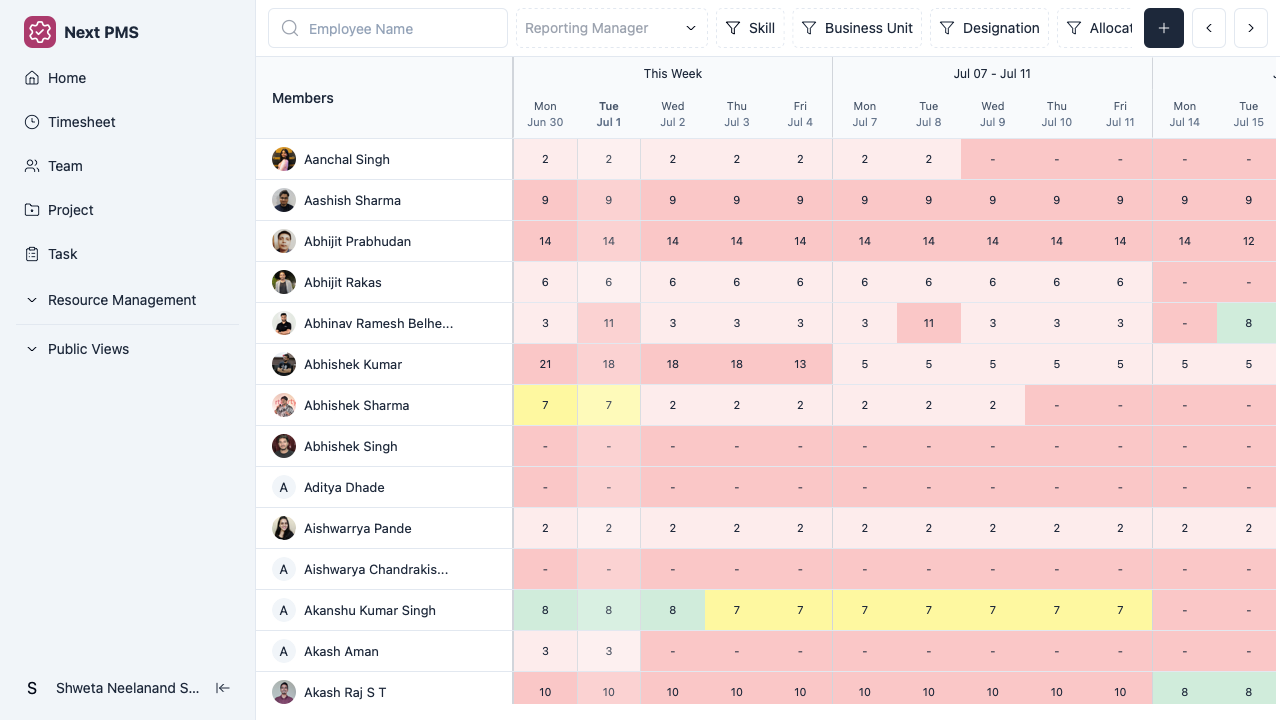 Next PMS
Home
Timesheet
Team
Project
Task
Resource Management
Public Views
S Shweta Neelanand S...
Employee Name Reporting Manager Skill Business Unit Designation Allocat
Members
This Week Jul 07 - Jul 11
Mon Tue Wed Thu Fri Mon Tue Wed Thu Fri Mon Tue
Jun 30 Jul 1 Jul 2 Jul 3 Jul 4 Jul 7 Jul 8 Jul 9 Jul 10 Jul 11 Jul 14 Jul 15
Aanchal Singh 2 2 2 2 2 2 2 - - - - -
Aashish Sharma 9 9 9 9 9 9 9 9 9 9 9 9
Abhijit Prabhudan 14 14 14 14 14 14 14 14 14 14 14 12
Abhijit Rakas 6 6 6 6 6 6 6 6 6 6 - -
Abhinav Ramesh Belhe... 3 11 3 3 3 3 11 3 3 3 - 8
Abhishek Kumar 21 18 18 18 13 5 5 5 5 5 5 5
Abhishek Sharma 7 7 2 2 2 2 2 2 - - - -
Abhishek Singh - - - - - - - - - - - -
A Aditya Dhade - - - - - - - - - - - -
Aishwarrya Pande 2 2 2 2 2 2 2 2 2 2 2 2
A Aishwarya Chandrakis... - - - - - - - - - - - -
A Akanshu Kumar Singh 8 8 8 7 7 7 7 7 7 7 - -
A Akash Aman 3 3 - - - - - - - - - -
Akash Raj S T 10 10 10 10 10 10 10 10 10 10 8 8